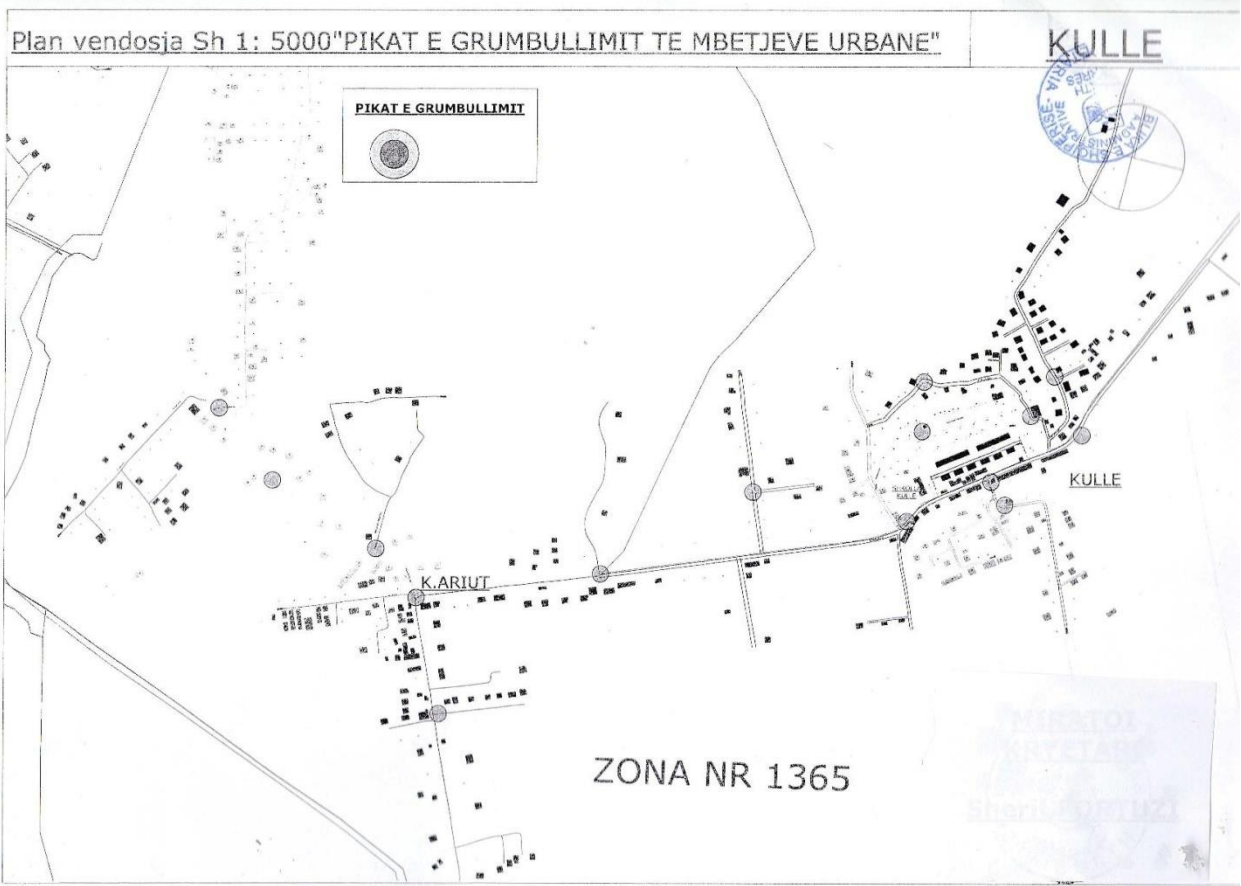 Plan vendosja Sh 1: 5000"PIKAT E GRUMBULLIMIT TE MBETJEVE URBANE"
KULLE
PIKAT E GRUMBULLIMIT
KULLE
KULLE
K.ARIUT
ZONA NR 1365
MIRATOI
KRYETARI